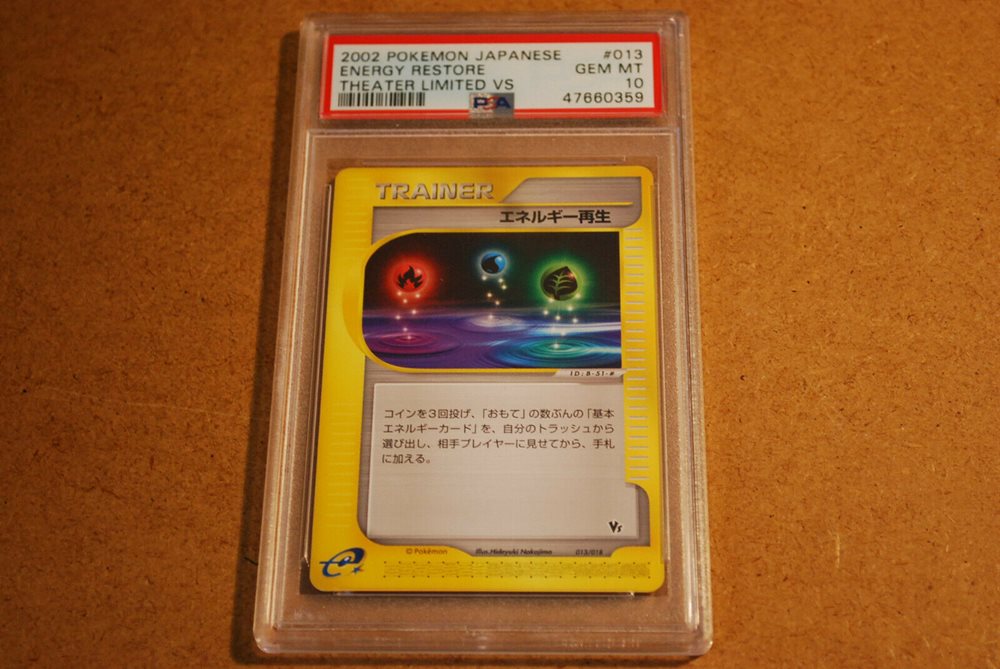 2002 POKEMON JAPANESE #013
ENERGY RESTORE GEM MT
THEATER LIMITED VS 10
PSA 47660359
TRAINER
エネルギー再生
ID:B-51-#
コインを3回投げ、「おもて」の数ぶんの「基本
エネルギーカード」を、自分のトラッシュから
選び出し、相手プレイヤーに見せてから、手札
に加える。
Vs
©Pokémon illus.Hideyuki Nakajima 013/018
e